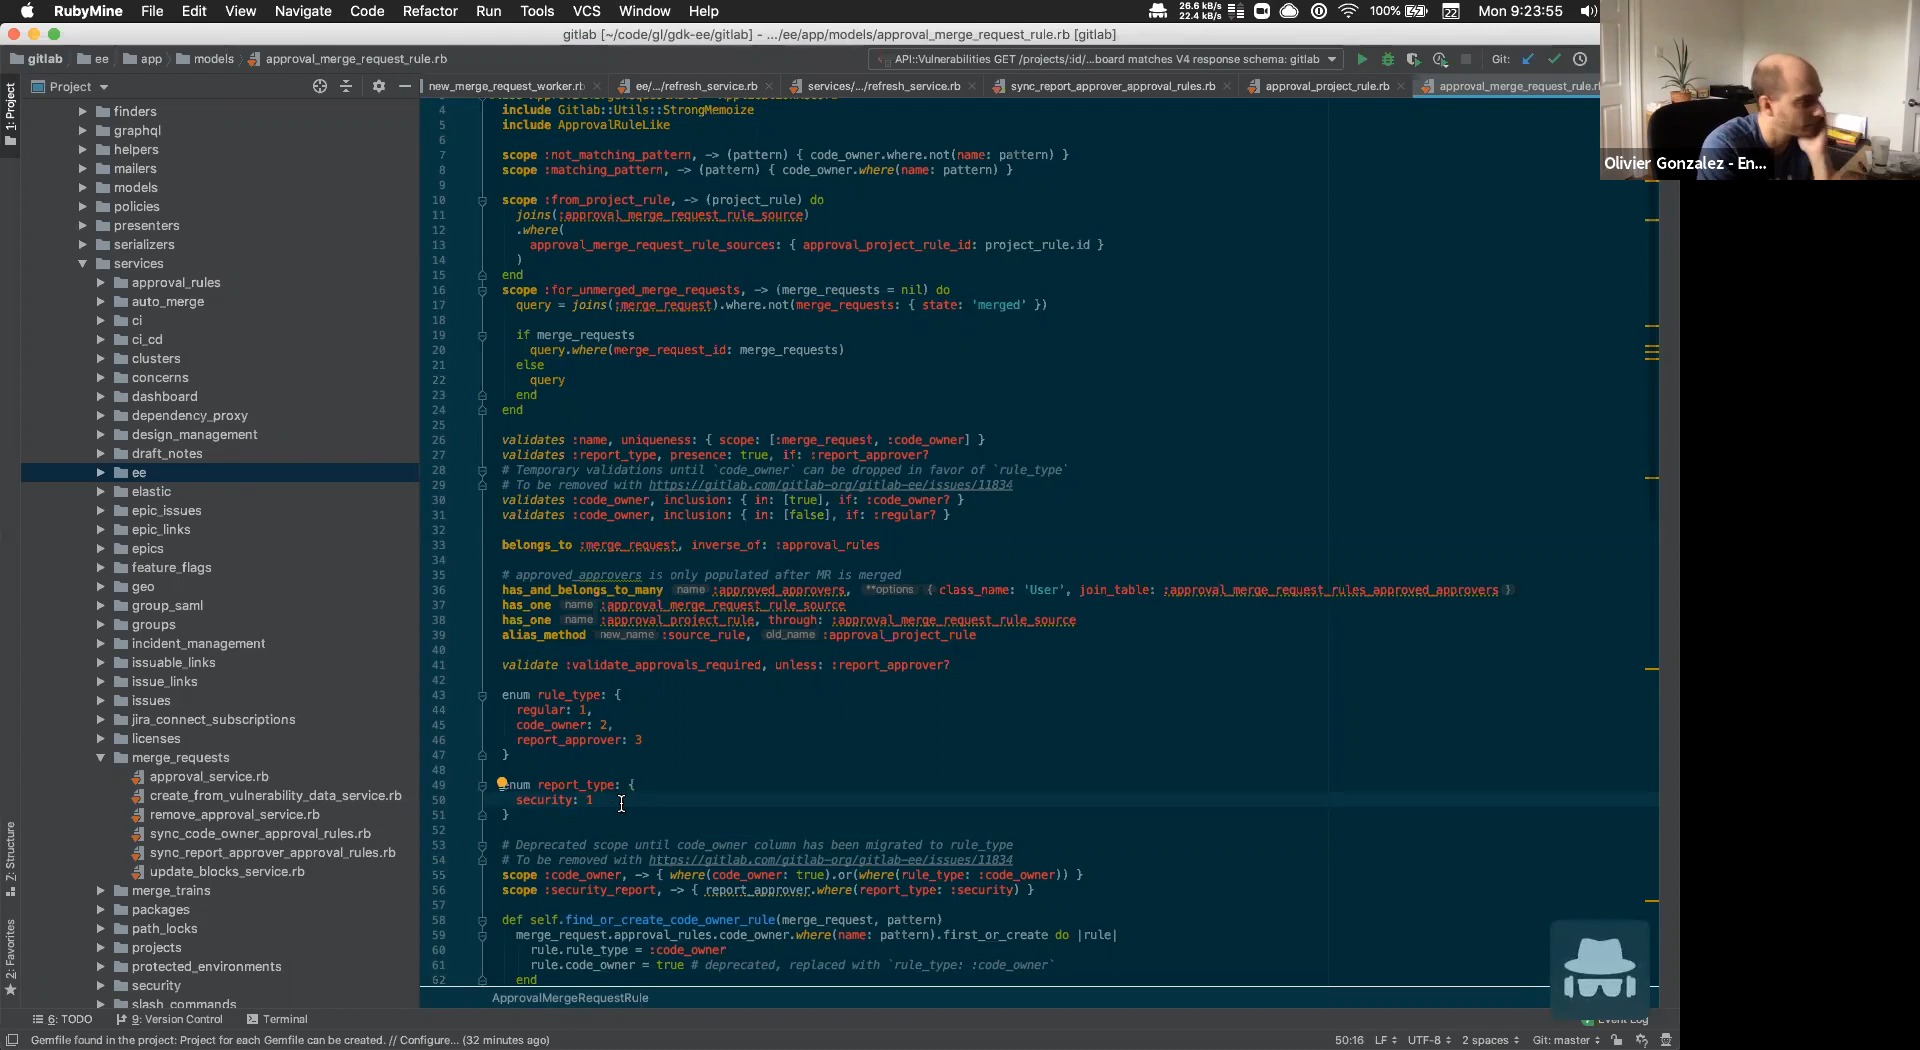 RubyMine File Edit View Navigate Code Refactor Run Tools VCS Window Help
26.6 kB/s
22.4 kB/s
100%
22
Mon 9:23:55
gitlab [~/code/gl/gdk-ee/gitlab] - .../ee/app/models/approval_merge_request_rule.rb [gitlab]
gitlab ee app models approval_merge_request_rule.rb
API::Vulnerabilities GET /projects/:id/...board matches V4 response schema: gitlab
Git:
Project
new_merge_request_worker.rb ee/.../refresh_service.rb services/.../refresh_service.rb sync_report_approver_approval_rules.rb approval_project_rule.rb approval_merge_request_rule.rb
Olivier Gonzalez - En...
1: Project
Z: Structure
2: Favorites
finders
graphql
helpers
mailers
models
policies
presenters
serializers
services
approval_rules
auto_merge
ci
ci_cd
clusters
concerns
dashboard
dependency_proxy
design_management
draft_notes
ee
elastic
epic_issues
epic_links
epics
feature_flags
geo
group_saml
groups
incident_management
issuable_links
issue_links
issues
jira_connect_subscriptions
licenses
merge_requests
approval_service.rb
create_from_vulnerability_data_service.rb
remove_approval_service.rb
sync_code_owner_approval_rules.rb
sync_report_approver_approval_rules.rb
update_blocks_service.rb
merge_trains
packages
path_locks
projects
protected_environments
security
slash_commands
4 include Gitlab::Utils::StrongMemoize
5 include ApprovalRuleLike
6
7 scope :not_matching_pattern, -> (pattern) { code_owner.where.not(name: pattern) }
8 scope :matching_pattern, -> (pattern) { code_owner.where(name: pattern) }
9
10 scope :from_project_rule, -> (project_rule) do
11 joins(:approval_merge_request_rule_source)
12 .where(
13 approval_merge_request_rule_sources: { approval_project_rule_id: project_rule.id }
14 )
15 end
16 scope :for_unmerged_merge_requests, -> (merge_requests = nil) do
17 query = joins(:merge_request).where.not(merge_requests: { state: 'merged' })
18
19 if merge_requests
20 query.where(merge_request_id: merge_requests)
21 else
22 query
23 end
24 end
25
26 validates :name, uniqueness: { scope: [:merge_request, :code_owner] }
27 validates :report_type, presence: true, if: :report_approver?
28 # Temporary validations until `code_owner` can be dropped in favor of `rule_type`
29 # To be removed with https://gitlab.com/gitlab-org/gitlab-ee/issues/11834
30 validates :code_owner, inclusion: { in: [true], if: :code_owner? }
31 validates :code_owner, inclusion: { in: [false], if: :regular? }
32
33 belongs_to :merge_request, inverse_of: :approval_rules
34
35 # approved_approvers is only populated after MR is merged
36 has_and_belongs_to_many name :approved_approvers, **options { class_name: 'User', join_table: :approval_merge_request_rules_approved_approvers }
37 has_one name :approval_merge_request_rule_source
38 has_one name :approval_project_rule, through: :approval_merge_request_rule_source
39 alias_method new_name :source_rule, old_name :approval_project_rule
40
41 validate :validate_approvals_required, unless: :report_approver?
42
43 enum rule_type: {
44 regular: 1,
45 code_owner: 2,
46 report_approver: 3
47 }
48
49 enum report_type: {
50 security: 1
51 }
52
53 # Deprecated scope until code_owner column has been migrated to rule_type
54 # To be removed with https://gitlab.com/gitlab-org/gitlab-ee/issues/11834
55 scope :code_owner, -> { where(code_owner: true).or(where(rule_type: :code_owner)) }
56 scope :security_report, -> { report_approver.where(report_type: :security) }
57
58 def self.find_or_create_code_owner_rule(merge_request, pattern)
59 merge_request.approval_rules.code_owner.where(name: pattern).first_or_create do |rule|
60 rule.rule_type = :code_owner
61 rule.code_owner = true # deprecated, replaced with `rule_type: :code_owner`
62 end
ApprovalMergeRequestRule
6: TODO 9: Version Control Terminal Event Log
Gemfile found in the project: Project for each Gemfile can be created. // Configure... (32 minutes ago)
50:16 LF UTF-8 2 spaces Git: master